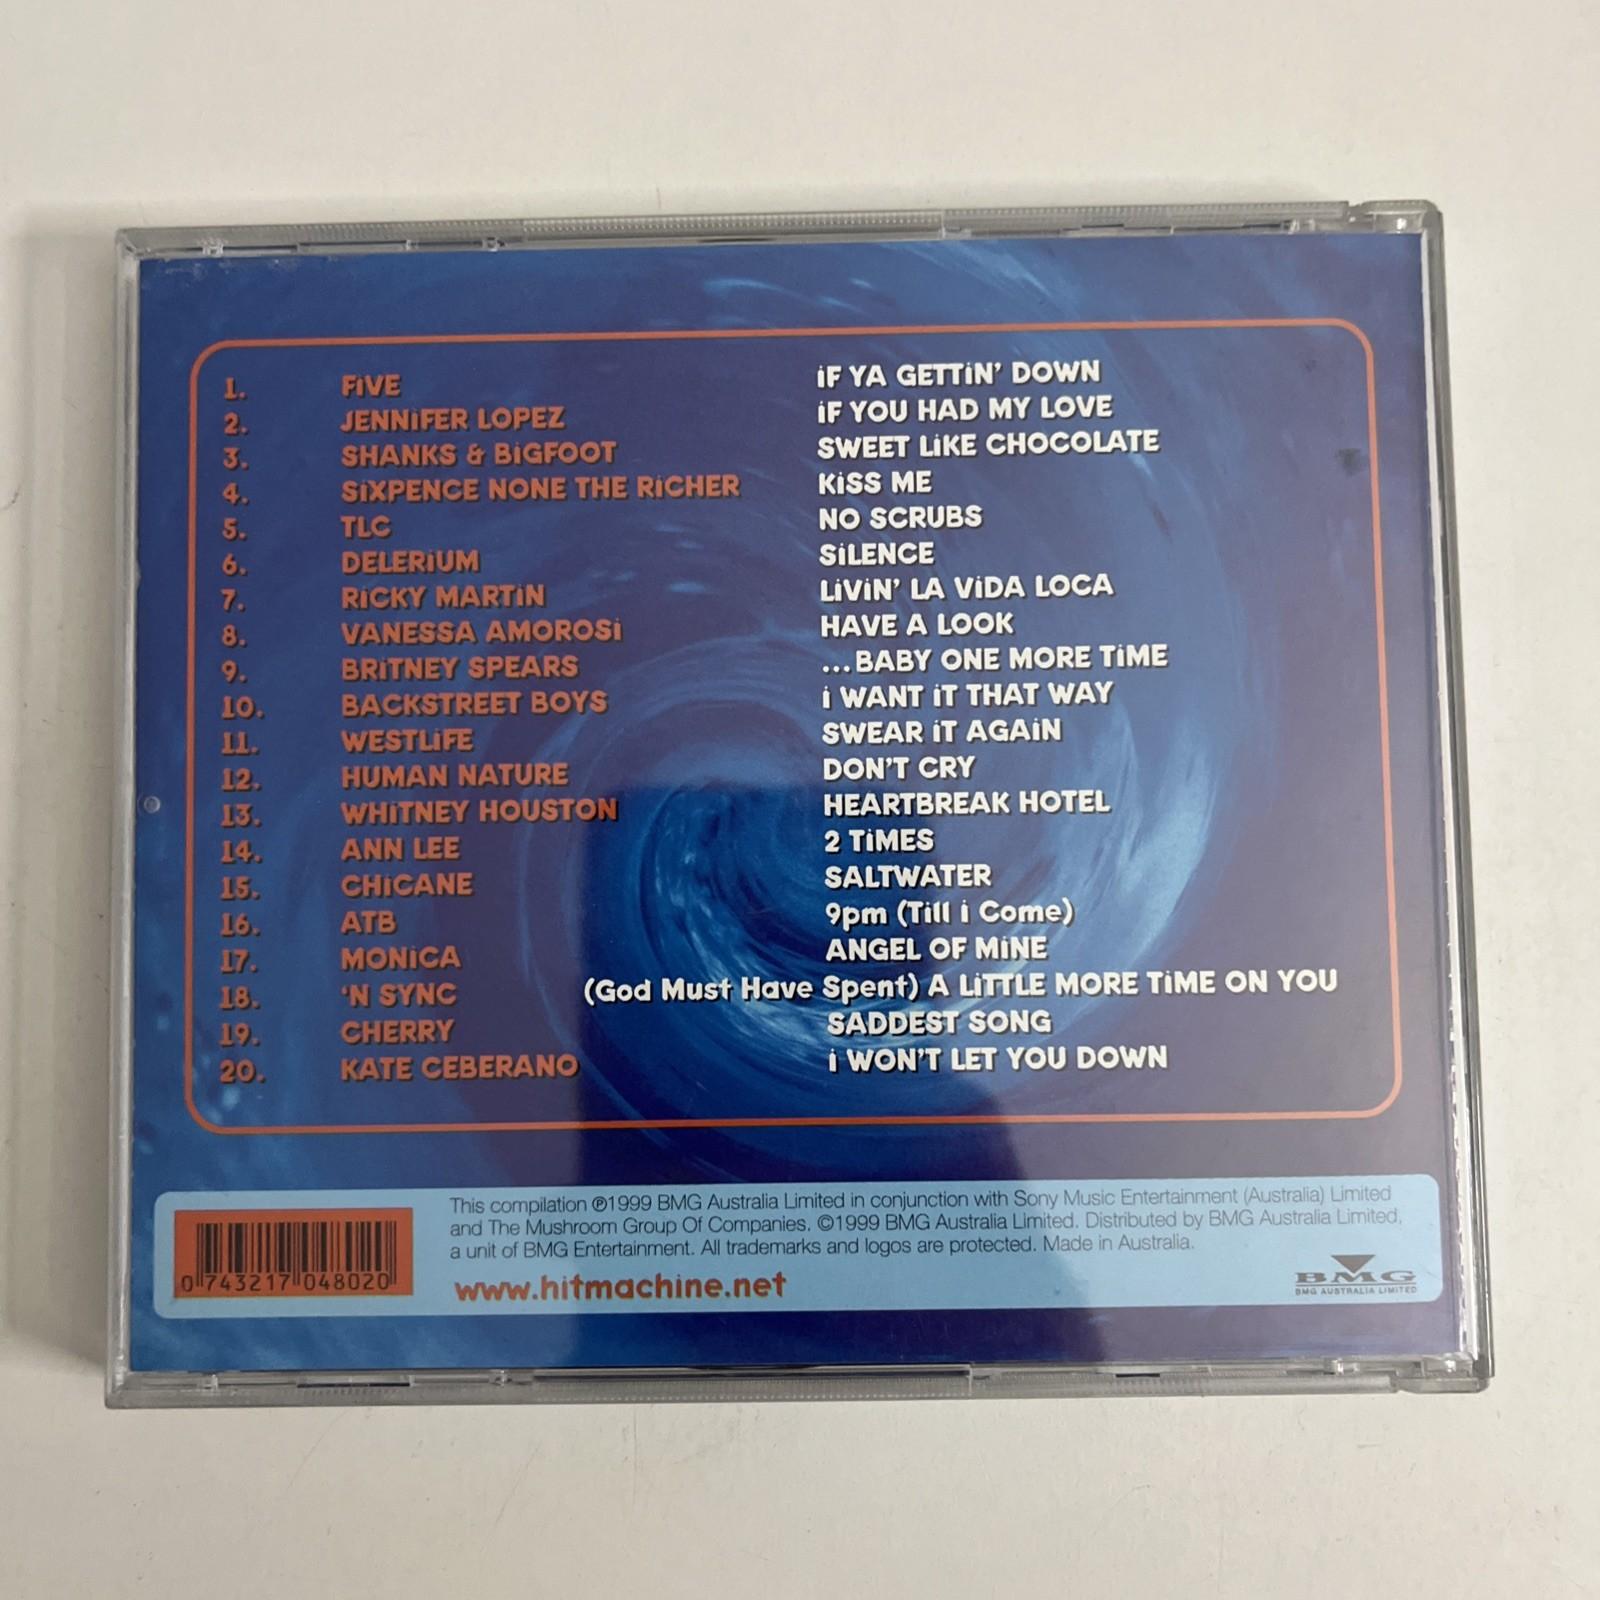 1. FiVE iF YA GETTiN' DOWN
2. JENNiFER LOPEZ iF YOU HAD MY LOVE
3. SHANKS & BiGFOOT SWEET LiKE CHOCOLATE
4. SiXPENCE NONE THE RiCHER KiSS ME
5. TLC NO SCRUBS
6. DELERiUM SiLENCE
7. RiCKY MARTiN LiViN' LA ViDA LOCA
8. VANESSA AMOROSi HAVE A LOOK
9. BRiTNEY SPEARS ...BABY ONE MORE TiME
10. BACKSTREET BOYS i WANT iT THAT WAY
11. WESTLiFE SWEAR iT AGAiN
12. HUMAN NATURE DON'T CRY
13. WHiTNEY HOUSTON HEARTBREAK HOTEL
14. ANN LEE 2 TiMES
15. CHiCANE SALTWATER
16. ATB 9pm (Till i Come)
17. MONiCA ANGEL OF MiNE
18. 'N SYNC (God Must Have Spent) A LiTTLE MORE TiME ON YOU
19. CHERRY SADDEST SONG
20. KATE CEBERANO i WON'T LET YOU DOWN
This compilation ℗1999 BMG Australia Limited in conjunction with Sony Music Entertainment (Australia) Limited
and The Mushroom Group Of Companies. ©1999 BMG Australia Limited. Distributed by BMG Australia Limited,
a unit of BMG Entertainment. All trademarks and logos are protected. Made in Australia.
0 743217 048020
www.hitmachine.net
BMG
BMG AUSTRALIA LIMITED